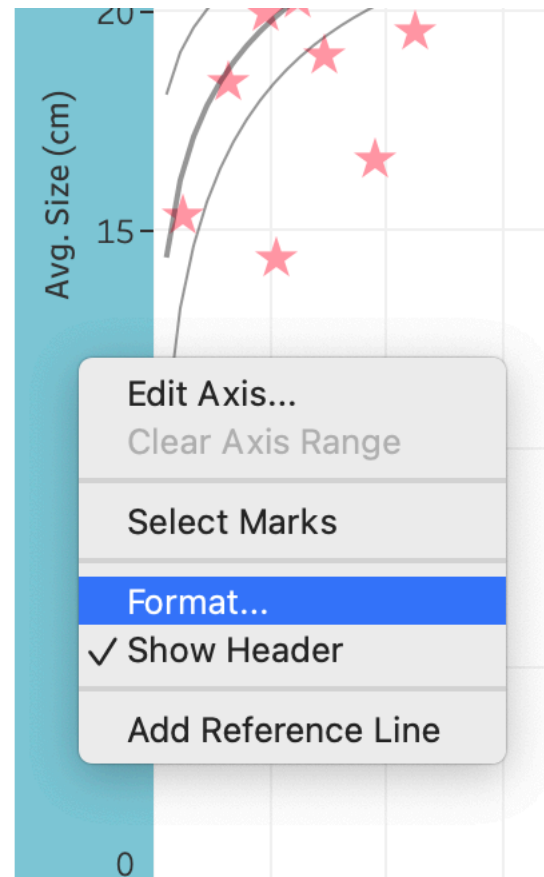 20
Avg. Size (cm)
15
Edit Axis...
Clear Axis Range
Select Marks
Format...
✓ Show Header
Add Reference Line
0